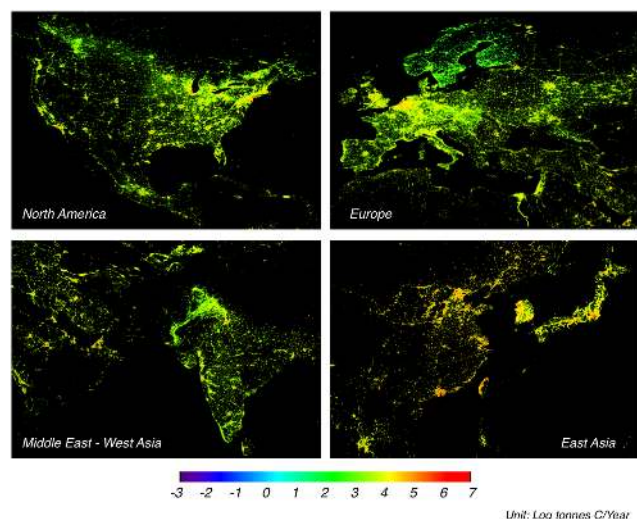 North America
Europe
Middle East - West Asia
East Asia
-3 -2 -1 0 1 2 3 4 5 6 7
Unit: Log tonnes C/Year